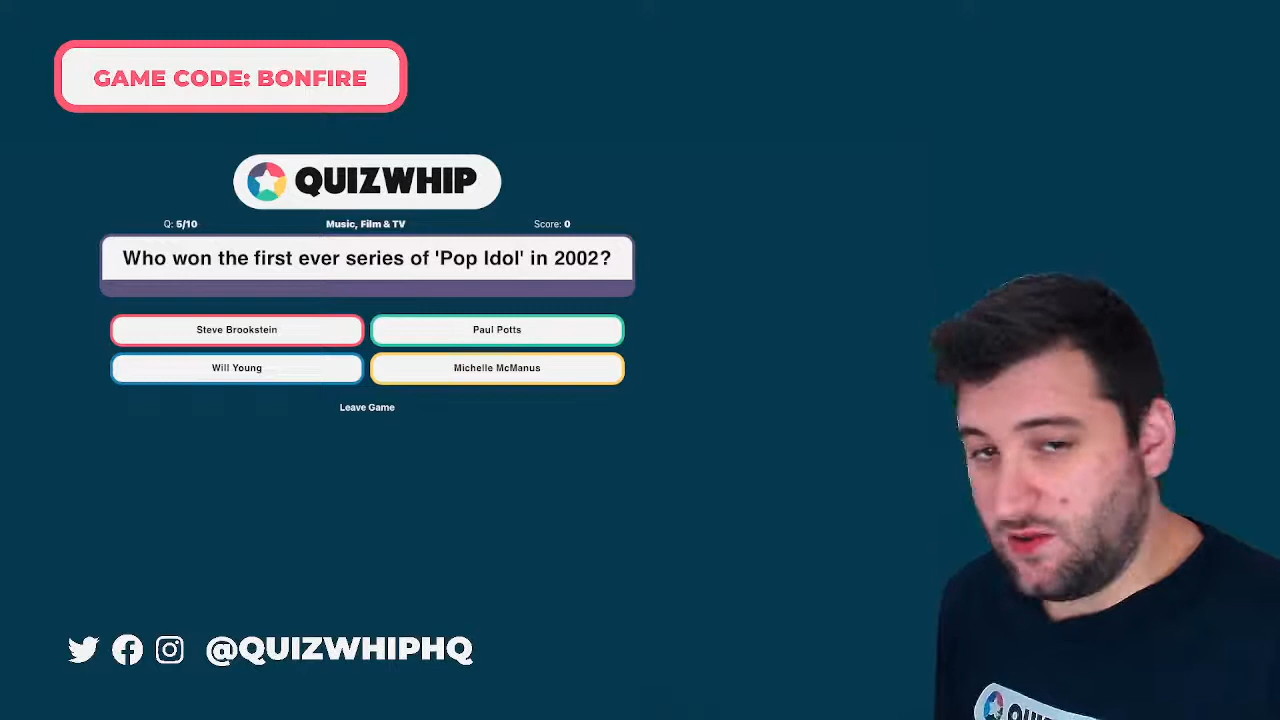 GAME CODE: BONFIRE
QUIZWHIP
Q: 5/10 Music, Film & TV Score: 0
Who won the first ever series of 'Pop Idol' in 2002?
Steve Brookstein Paul Potts
Will Young Michelle McManus
Leave Game
@QUIZWHIPHQ